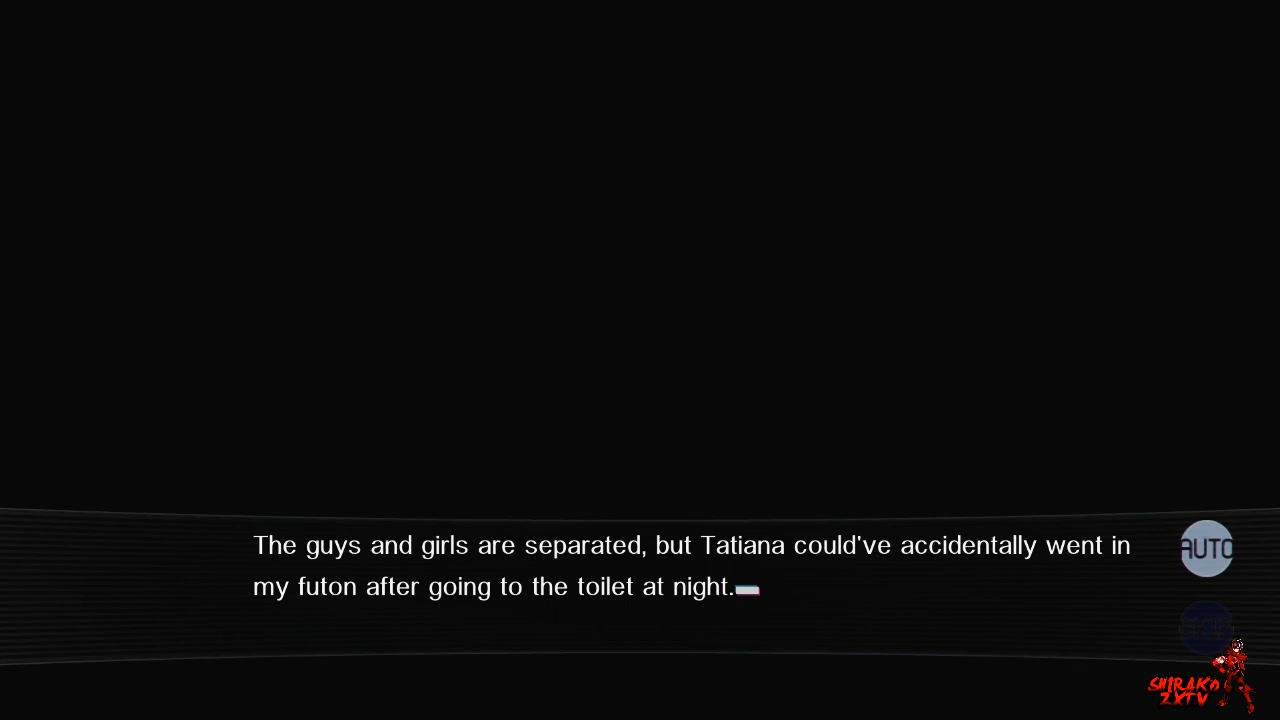 The guys and girls are separated, but Tatiana could've accidentally went in
my futon after going to the toilet at night.
AUTO
SHIRAKO
ZXTV